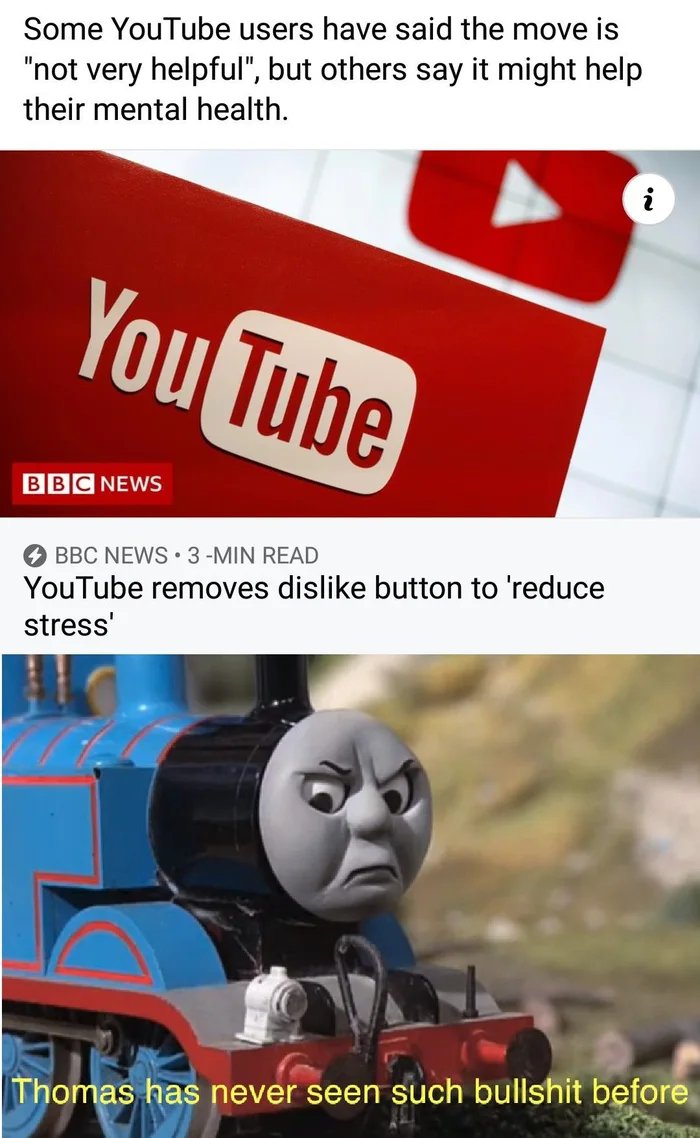 Some YouTube users have said the move is
"not very helpful", but others say it might help
their mental health.
i
YouTube
BBC NEWS
BBC NEWS • 3 -MIN READ
YouTube removes dislike button to 'reduce
stress'
Thomas has never seen such bullshit before